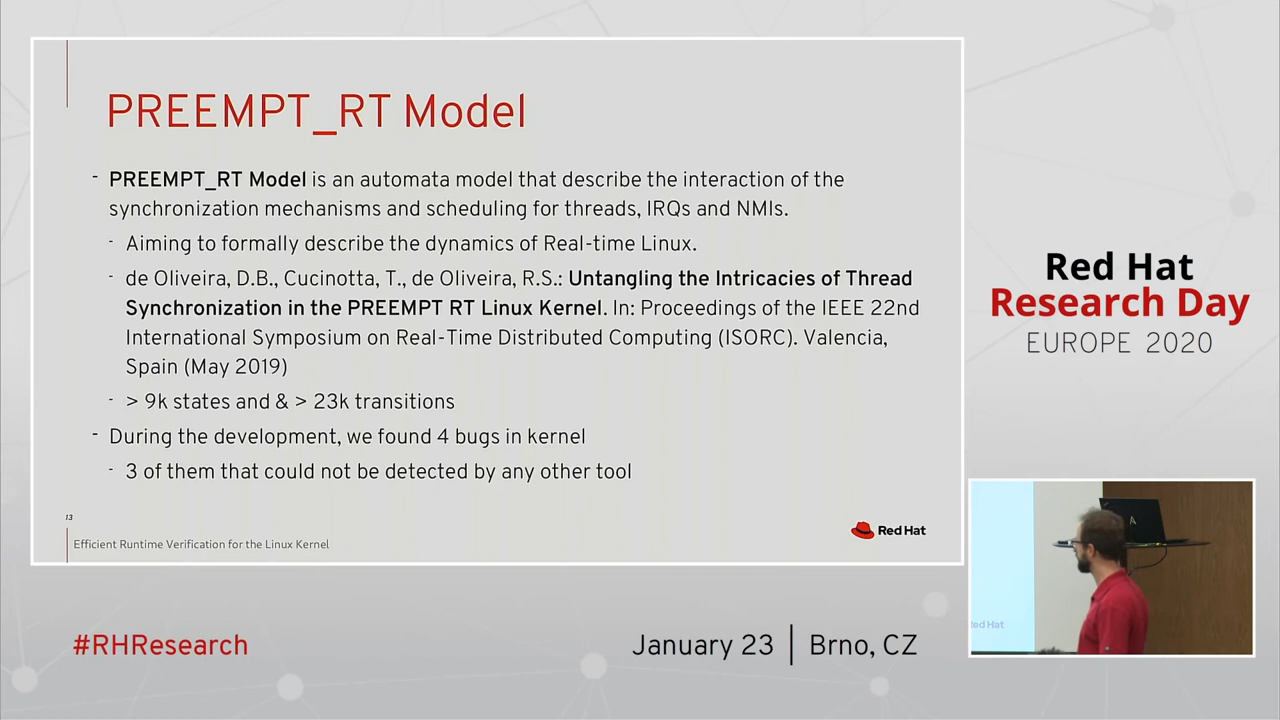 PREEMPT_RT Model
- PREEMPT_RT Model is an automata model that describe the interaction of the
synchronization mechanisms and scheduling for threads, IRQs and NMIs.
- Aiming to formally describe the dynamics of Real-time Linux.
- de Oliveira, D.B., Cucinotta, T., de Oliveira, R.S.: Untangling the Intricacies of Thread
Synchronization in the PREEMPT RT Linux Kernel. In: Proceedings of the IEEE 22nd
International Symposium on Real-Time Distributed Computing (ISORC). Valencia,
Spain (May 2019)
- > 9k states and & > 23k transitions
- During the development, we found 4 bugs in kernel
- 3 of them that could not be detected by any other tool
13
Efficient Runtime Verification for the Linux Kernel
Red Hat
Red Hat
Research Day
EUROPE 2020
A
Red Hat
#RHResearch
January 23 | Brno, CZ